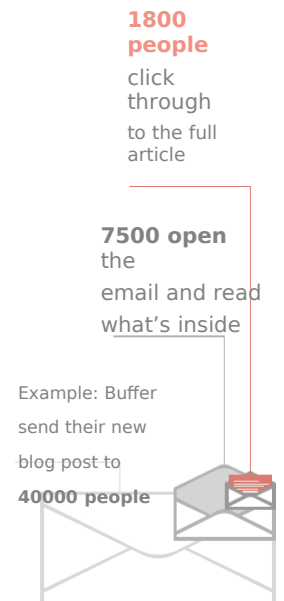 1800
people
click
through
to the full
article
7500 open
the
email and read
what’s inside
Example: Buffer
send their new
blog post to
40000 people